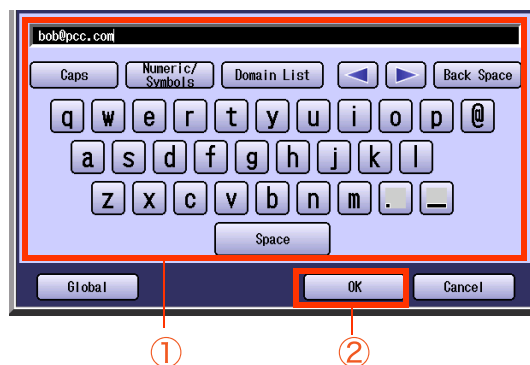 bob@pcc.com
Caps Numeric/Symbols Domain List Back Space
q w e r t y u i o p @
a s d f g h j k l
z x c v b n m . _
Space
Global OK Cancel
① ②